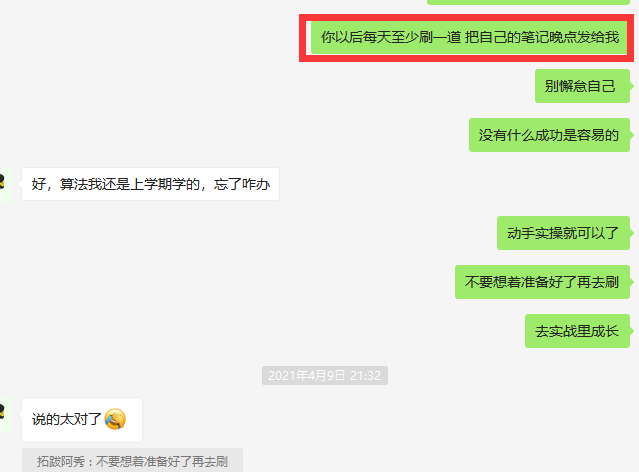 你以后每天至少刷一道 把自己的笔记晚点发给我
别懈怠自己
没有什么成功是容易的
好，算法我还是上学期学的，忘了咋办
动手实操就可以了
不要想着准备好了再去刷
去实战里成长
2021年4月9日 21:32
说的太对了
拓跋阿秀：不要想着准备好了再去刷